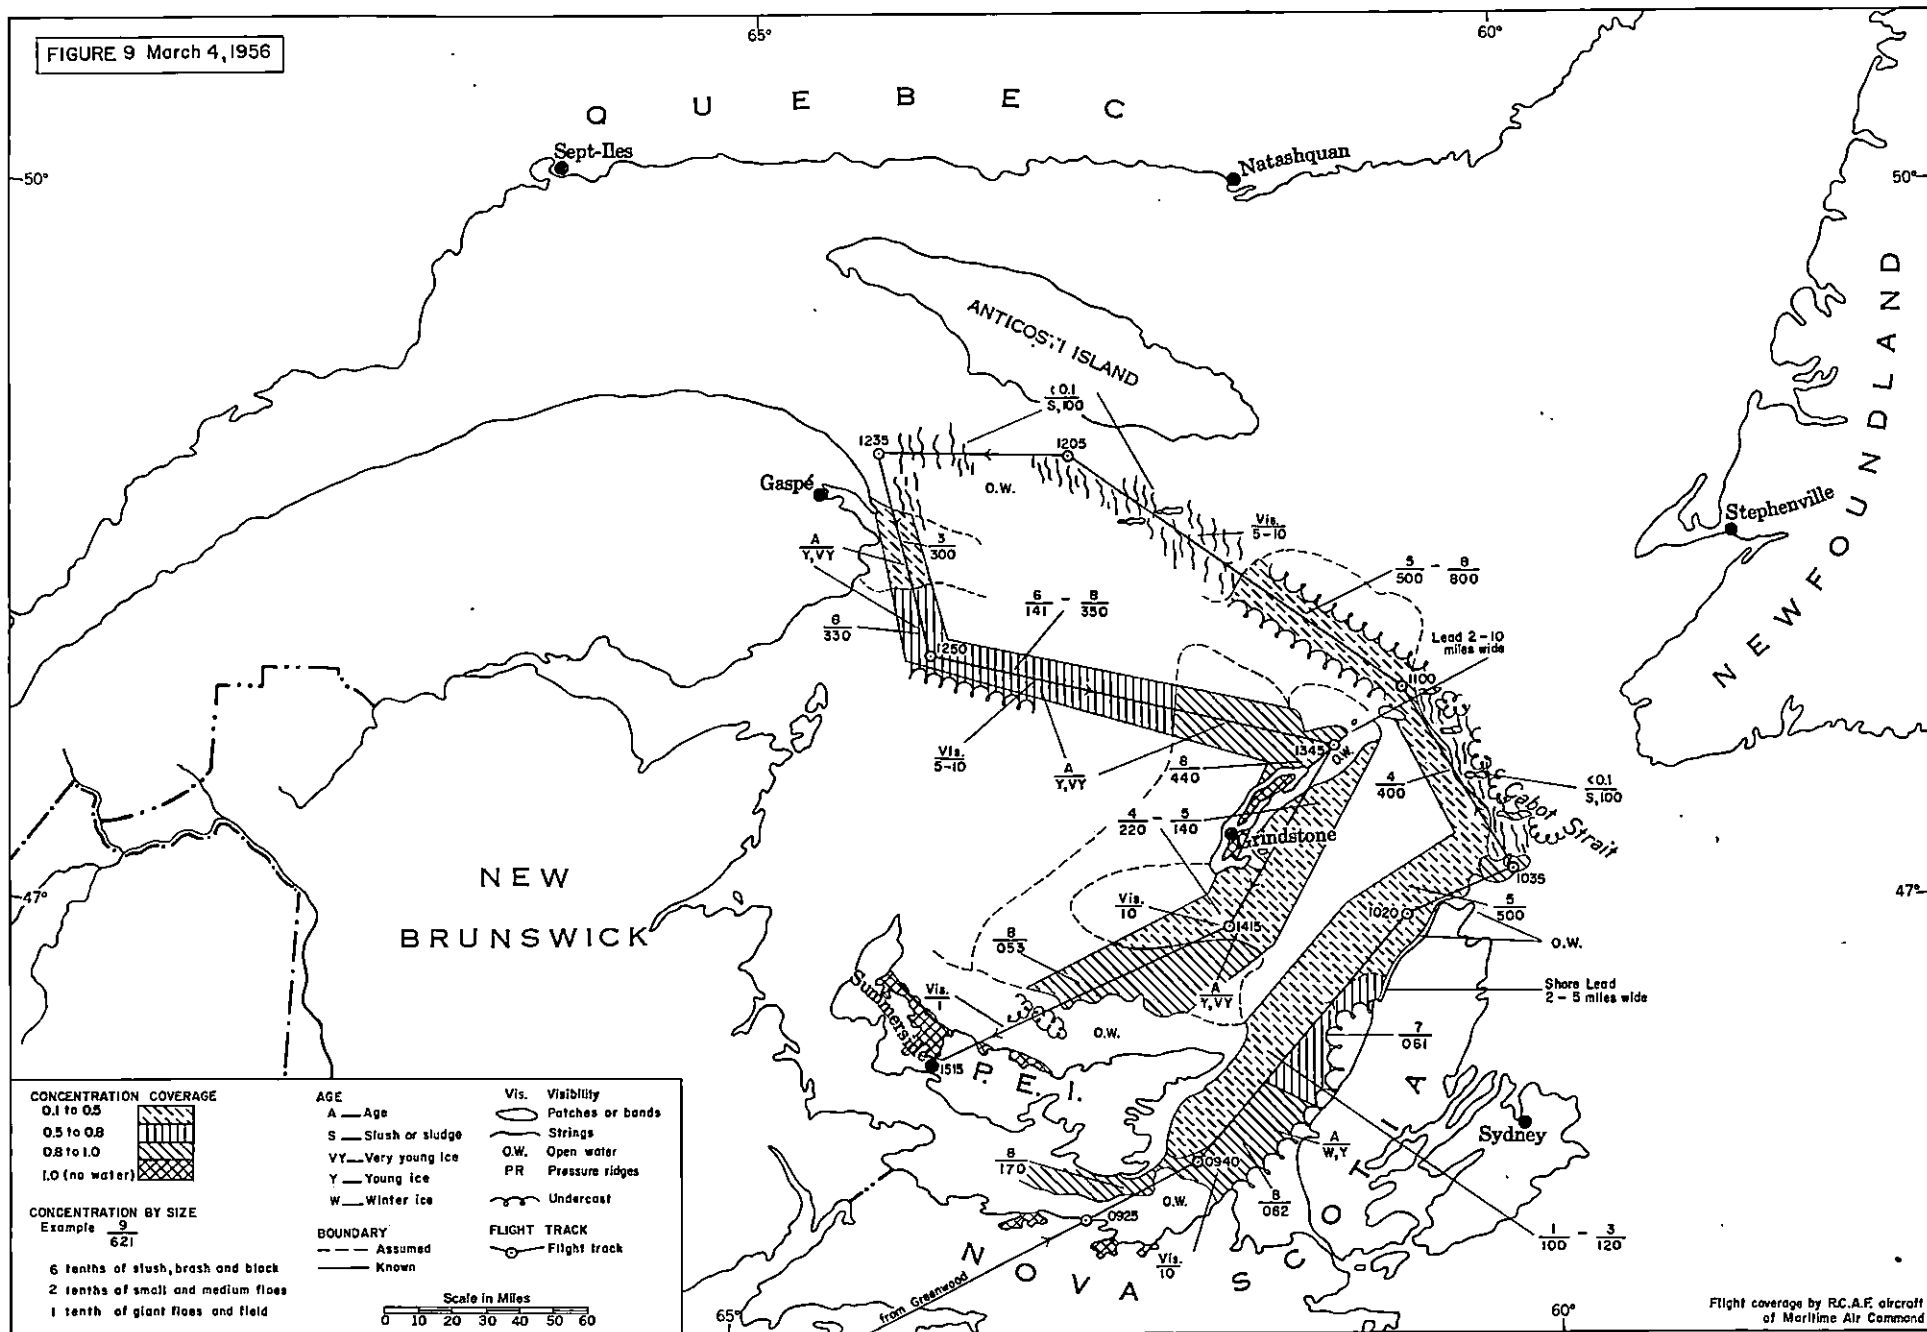 FIGURE 9 March 4, 1956
65°
60°
QUEBEC
Sept-Iles
Natashquan
50°
50°
ANTICOSTI ISLAND
NEWFOUNDLAND
<0.1
S,100
1235
1205
O.W.
Gaspé
Stephenville
Vis.
5-10
A
Y,VY
3
300
5
500 - 8
800
6
141 - 8
350
8
330
Lead 2-10
miles wide
1250
1100
Vis.
5-10
A
Y,VY
8
440
1345
O.W.
4
400
<0.1
S,100
Cabot Strait
4
220 - 5
140
Grindstone
NEW
BRUNSWICK
47°
47°
1035
Vis.
10
1020
5
500
1415
O.W.
8
053
Vis.
1
A
Y,VY
Shore Lead
2-5 miles wide
Summerside
O.W.
7
061
1515
P.E.I.
Sydney
A
W,Y
8
170
0940
O.W.
8
062
0925
1
100 - 3
120
Vis.
10
NOVA SCOTIA
from Greenwood
65°
60°
CONCENTRATION COVERAGE
0.1 to 0.5
0.5 to 0.8
0.8 to 1.0
1.0 (no water)
CONCENTRATION BY SIZE
Example 9
621
6 tenths of slush, brash and block
2 tenths of small and medium floes
1 tenth of giant floes and field
AGE
A — Age
S — Slush or sludge
VY — Very young ice
Y — Young ice
W — Winter ice
BOUNDARY
Assumed
Known
Vis. Visibility
Patches or bands
Strings
O.W. Open water
PR Pressure ridges
Undercast
FLIGHT TRACK
Flight track
Scale in Miles
0 10 20 30 40 50 60
Flight coverage by R.C.A.F. aircraft
of Maritime Air Command